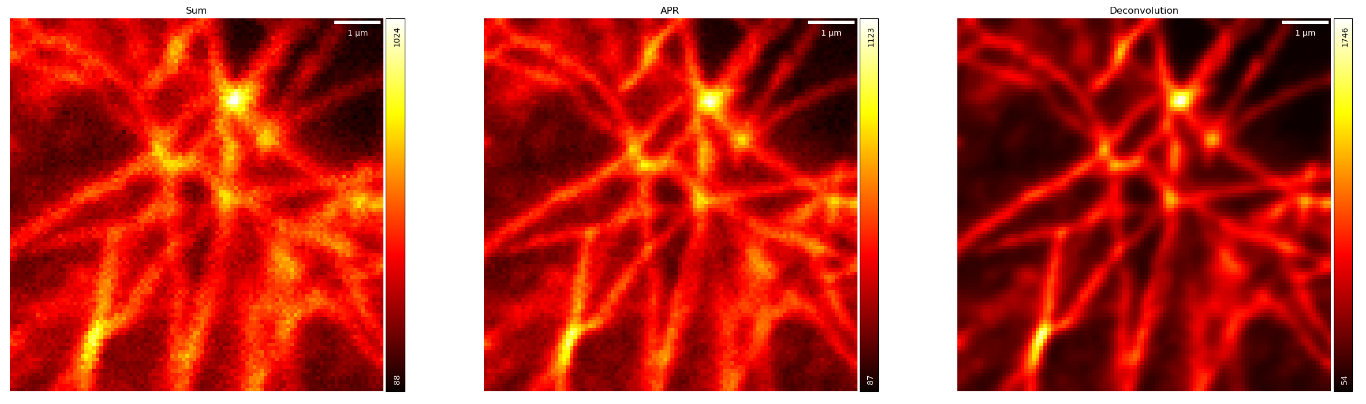 Sum
1 µm
1024
88
APR
1 µm
1123
87
Deconvolution
1 µm
1746
54